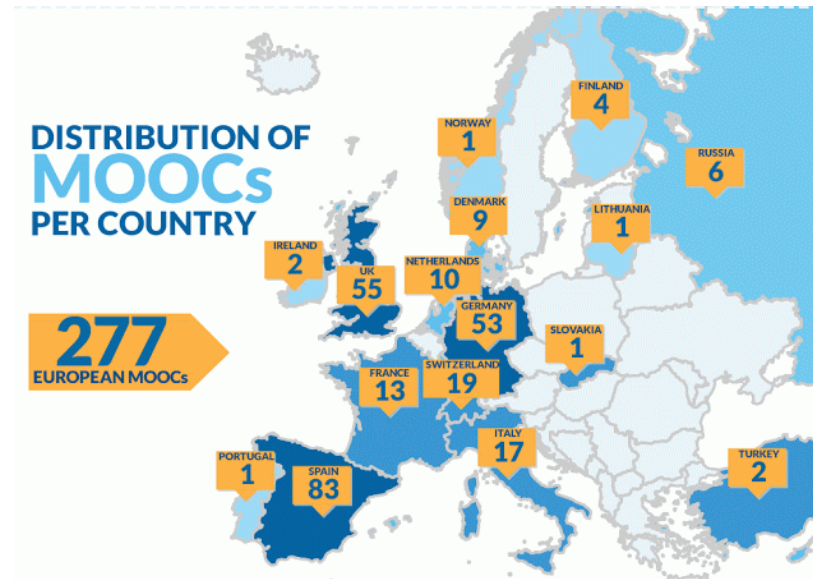 DISTRIBUTION OF
MOOCs
PER COUNTRY
277
EUROPEAN MOOCs
NORWAY
1
FINLAND
4
RUSSIA
6
DENMARK
9
LITHUANIA
1
IRELAND
2
UK
55
NETHERLANDS
10
GERMANY
53
SLOVAKIA
1
FRANCE
13
SWITZERLAND
19
ITALY
17
PORTUGAL
1
SPAIN
83
TURKEY
2